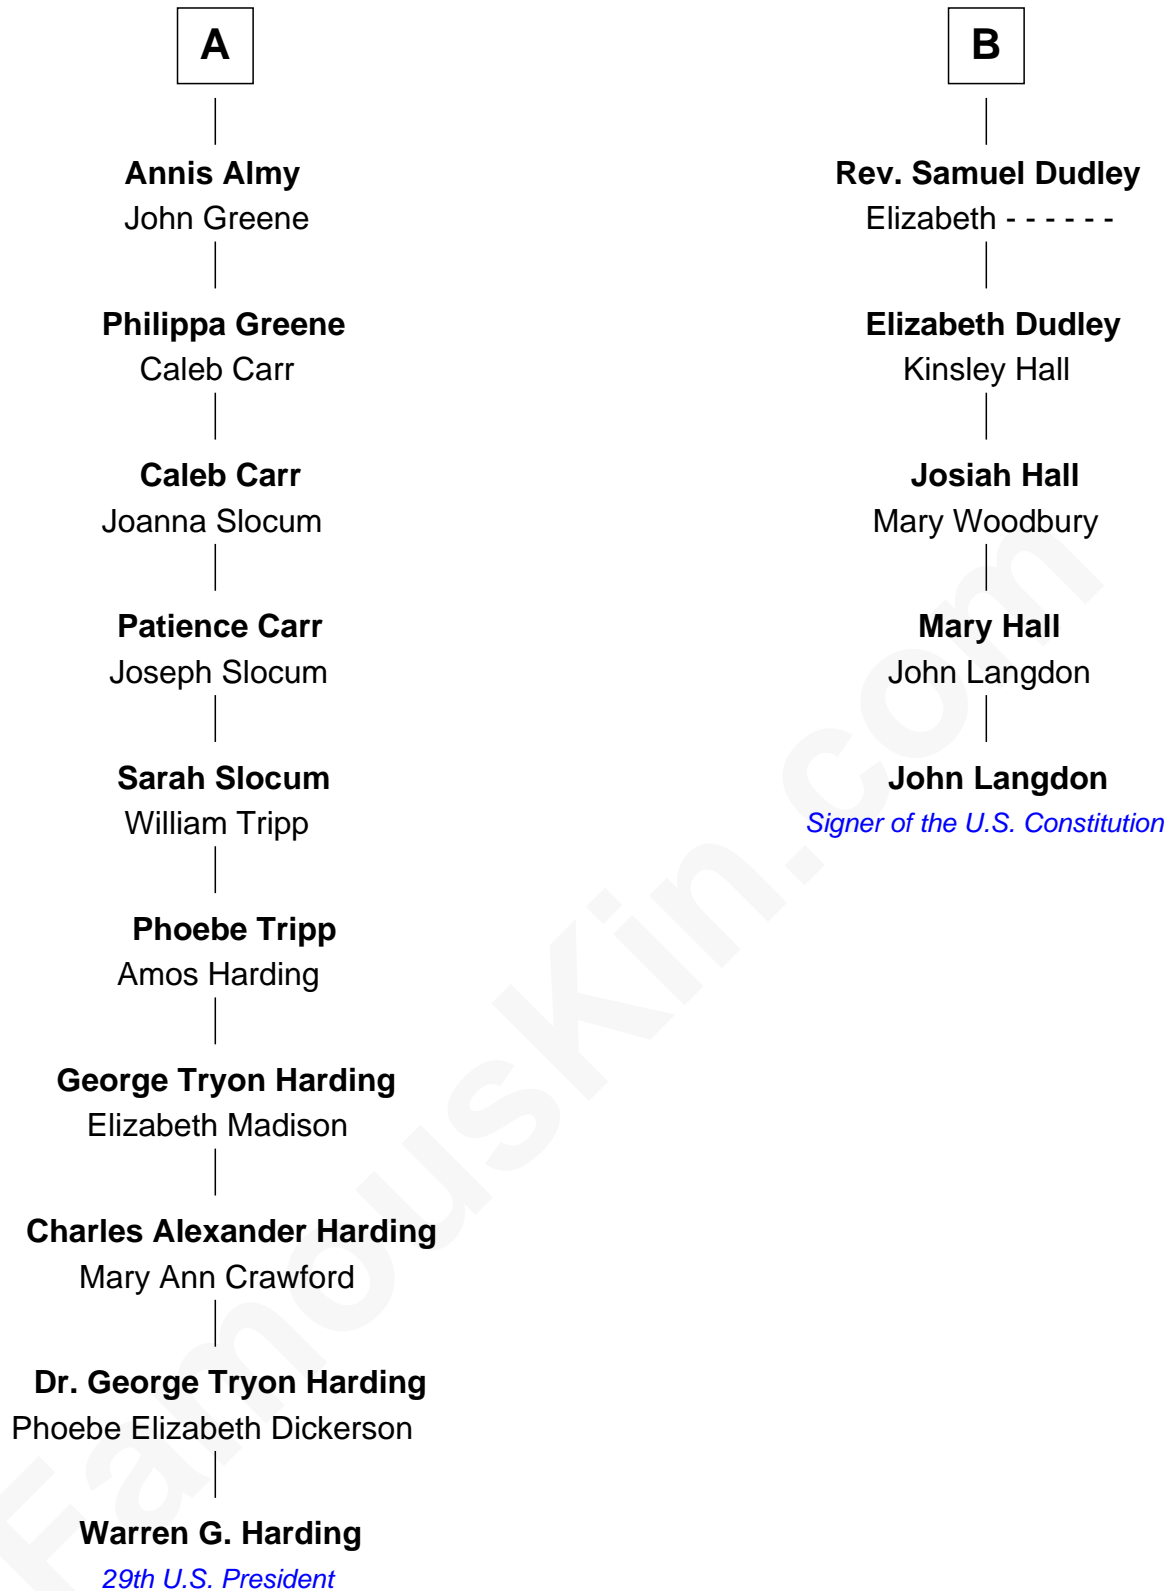 A
Annis Almy
John Greene
Philippa Greene
Caleb Carr
Caleb Carr
Joanna Slocum
Patience Carr
Joseph Slocum
Sarah Slocum
William Tripp
Phoebe Tripp
Amos Harding
George Tryon Harding
Elizabeth Madison
Charles Alexander Harding
Mary Ann Crawford
Dr. George Tryon Harding
Phoebe Elizabeth Dickerson
Warren G. Harding
29th U.S. President
B
Rev. Samuel Dudley
Elizabeth - - - - - -
Elizabeth Dudley
Kinsley Hall
Josiah Hall
Mary Woodbury
Mary Hall
John Langdon
John Langdon
Signer of the U.S. Constitution
FamousKin.com